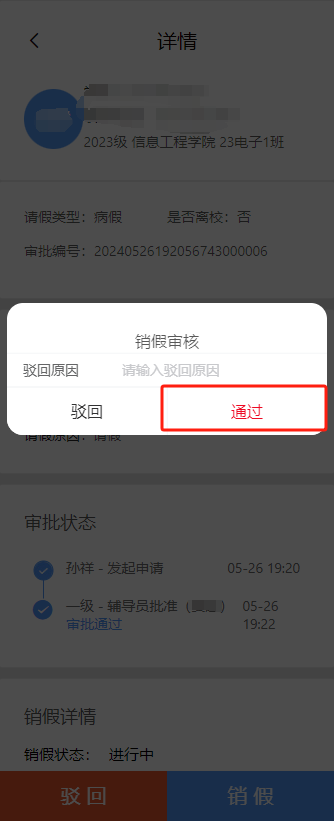 详情
2023级 信息工程学院 23电子1班
请假类型：病假 是否离校：否
审批编号：20240526192056743000006
销假审核
驳回原因 请输入驳回原因
驳回 通过
请假原因：请假
审批状态
孙祥 - 发起申请 05-26 19:20
一级 - 辅导员批准（ ） 05-26
审批通过 19:22
销假详情
销假状态： 进行中
驳 回 销 假